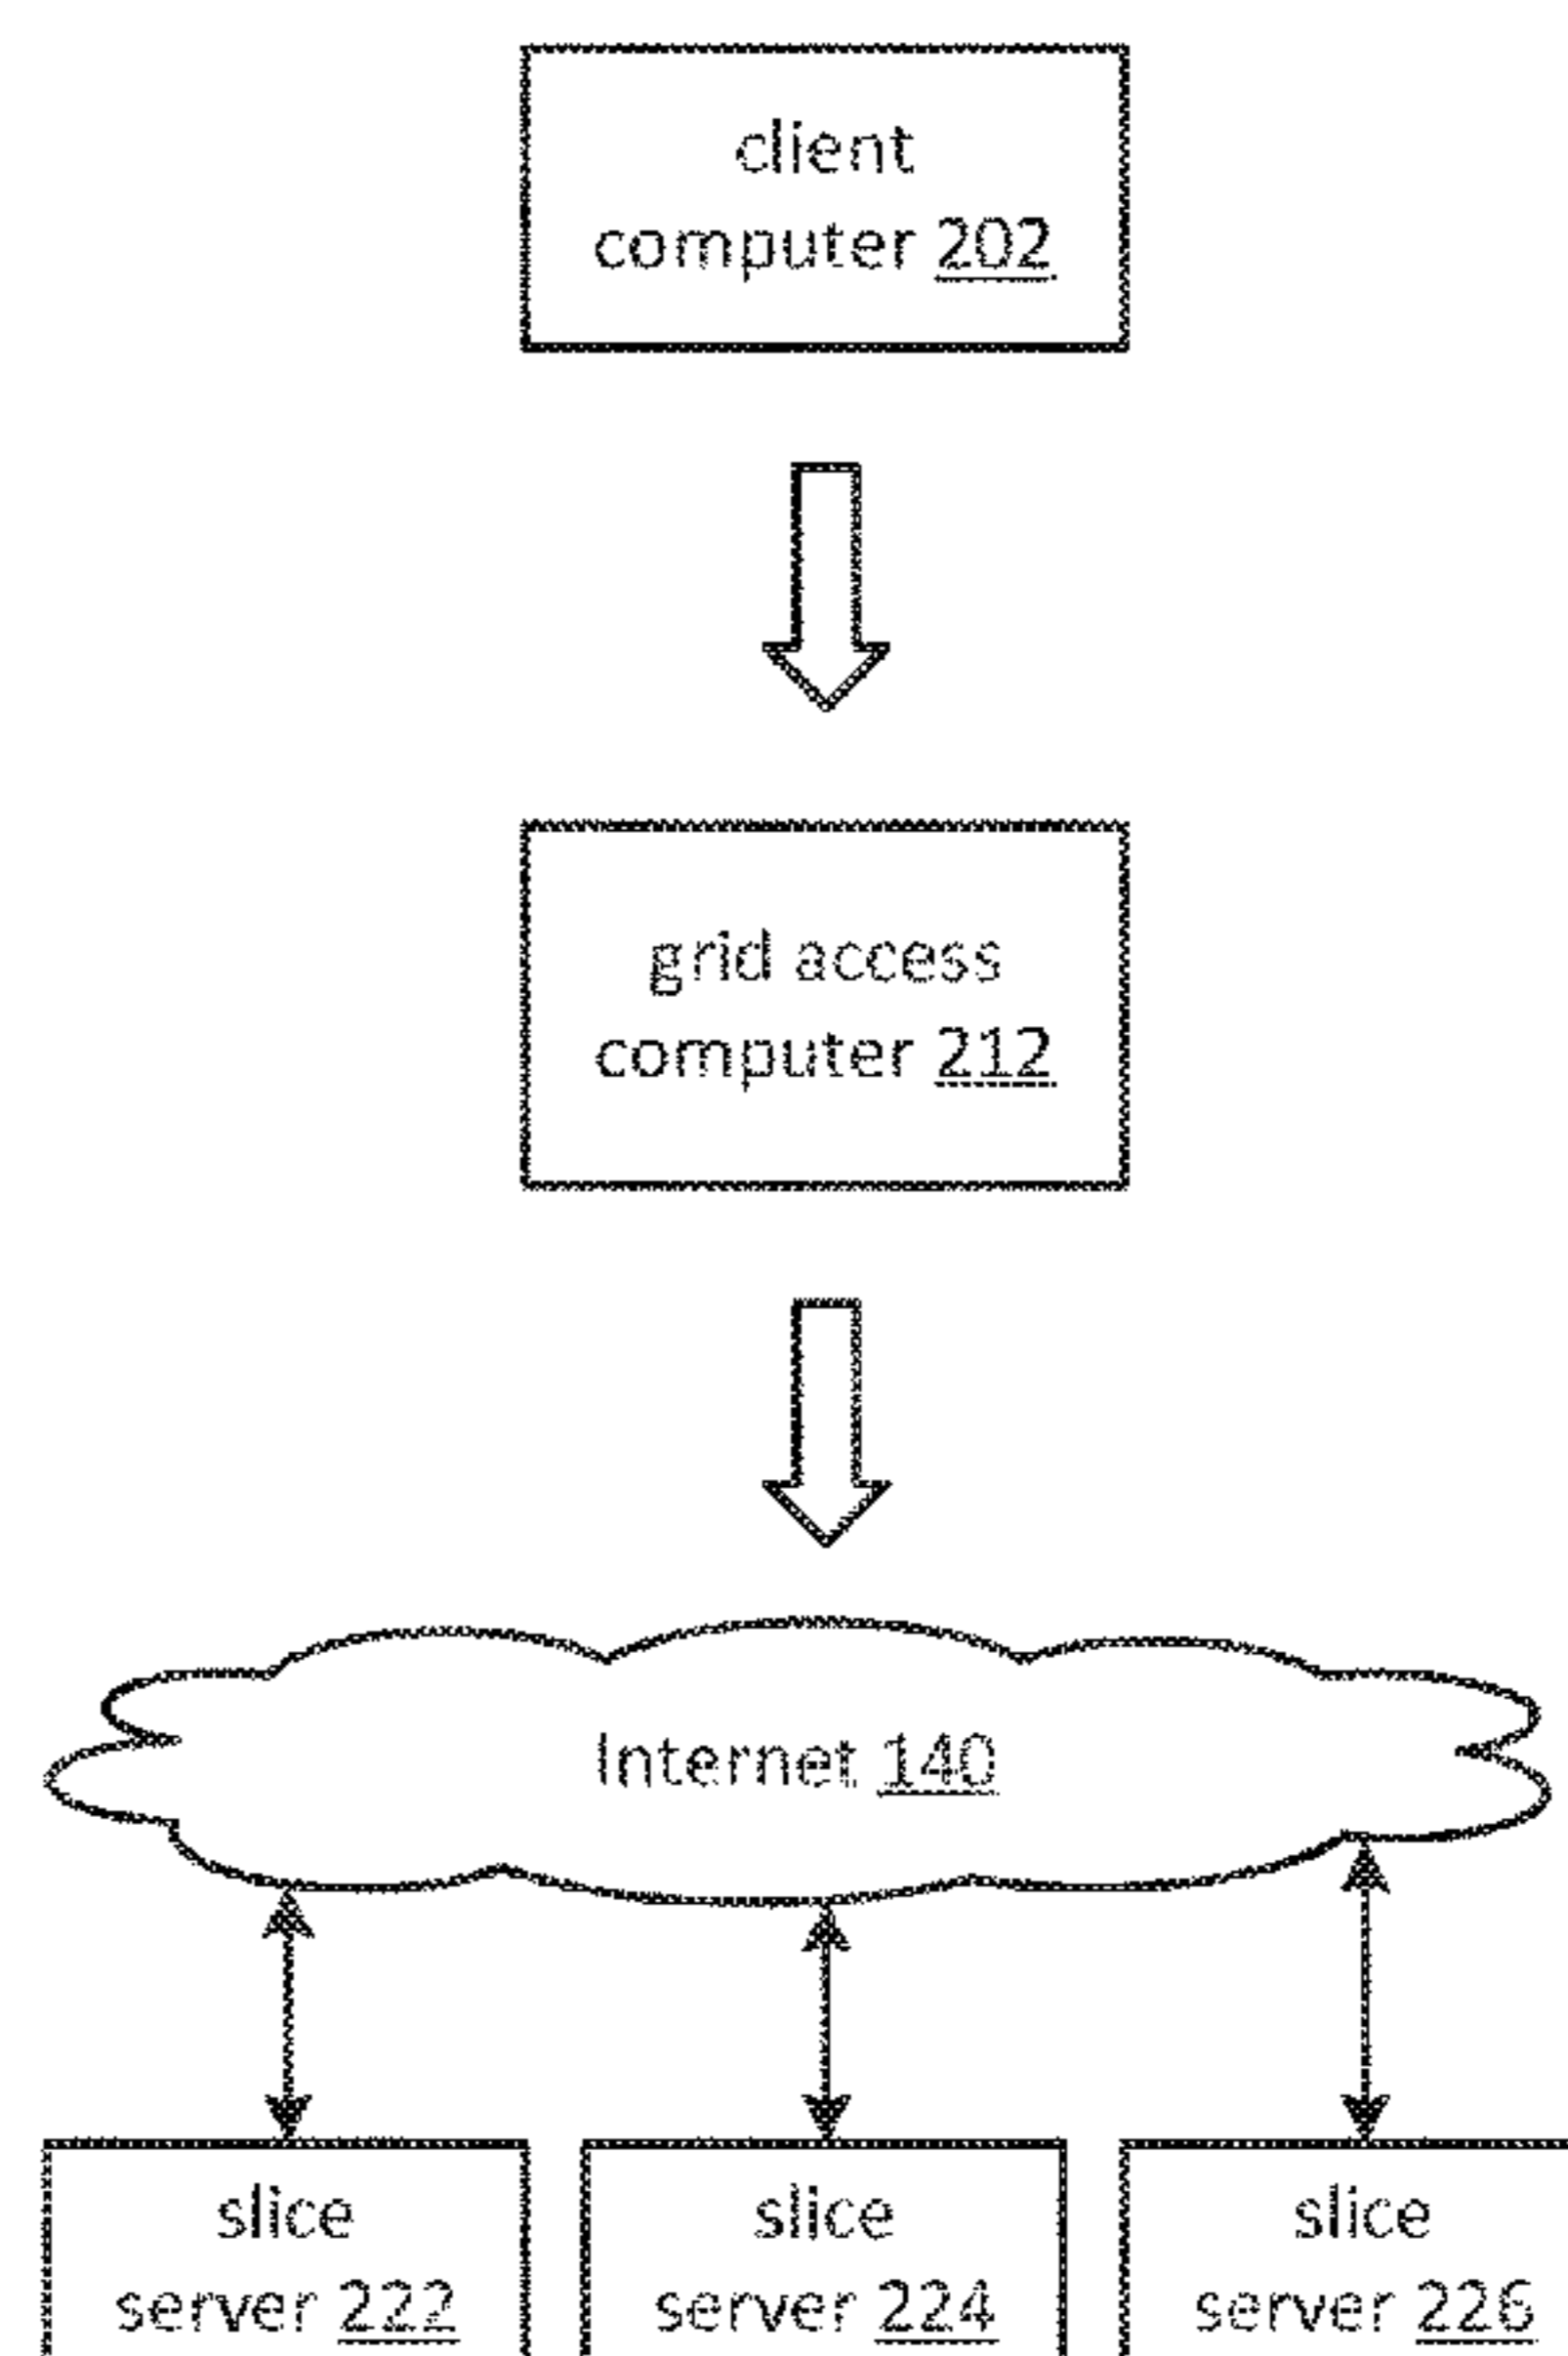 client
computer 202
grid access
computer 212
Internet 140
slice
server 222
slice
server 224
slice
server 226